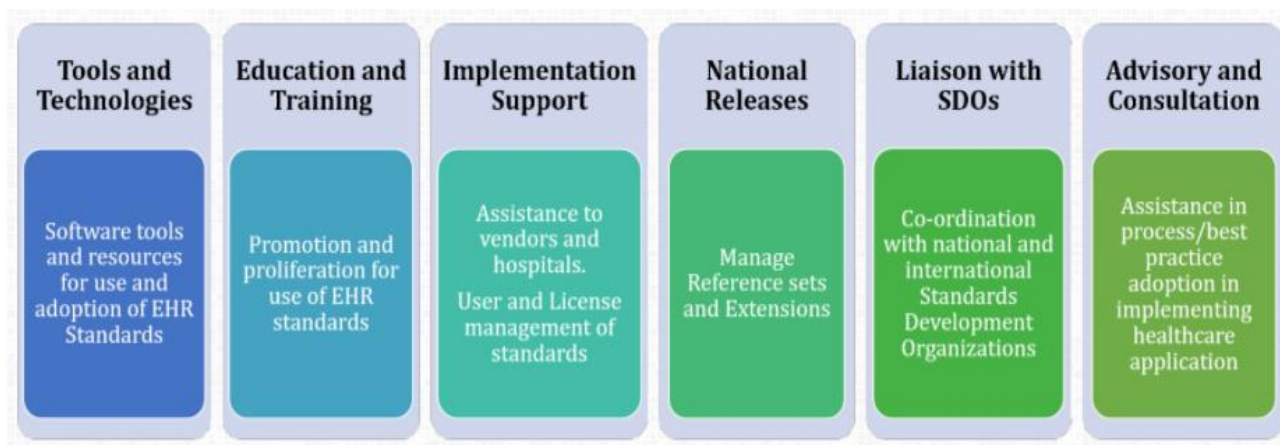 Tools and
Technologies
Software tools
and resources
for use and
adoption of EHR
Standards
Education and
Training
Promotion and
proliferation for
use of EHR
standards
Implementation
Support
Assistance to
vendors and
hospitals.
User and License
management of
standards
National
Releases
Manage
Reference sets
and Extensions
Liaison with
SDOs
Co-ordination
with national and
international
Standards
Development
Organizations
Advisory and
Consultation
Assistance in
process/best
practice
adoption in
implementing
healthcare
application